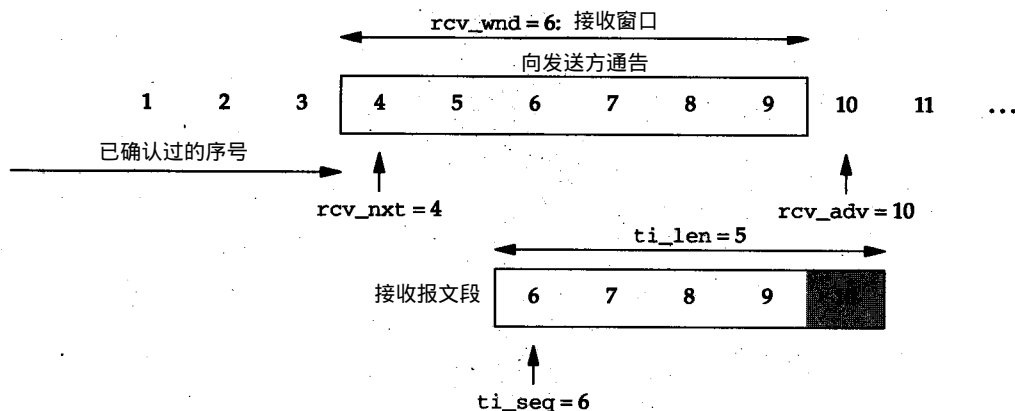 rcv_wnd = 6: 接收窗口
向发送方通告
1 2 3 4 5 6 7 8 9 10 11 ...
已确认过的序号
rcv_nxt = 4
rcv_adv = 10
ti_len = 5
接收报文段 6 7 8 9
ti_seq = 6